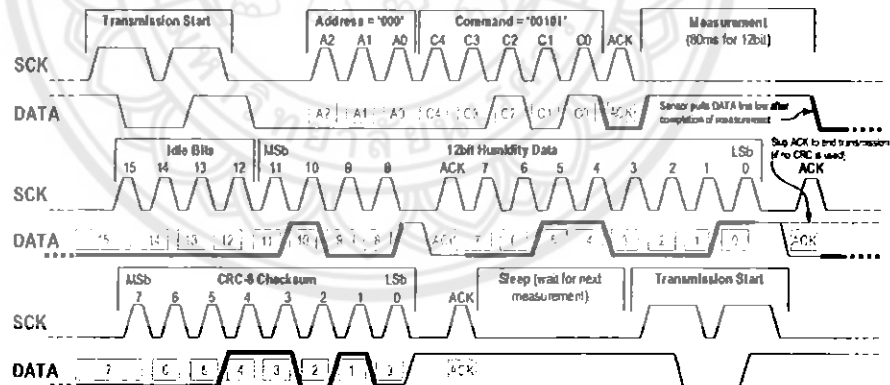 Transmission Start Address = '000' Command = '00101' Measurement
(80ms for 12bit)
A2 A1 A0 C4 C3 C2 C1 C0 ACK
SCK
DATA A2 A1 A0 C4 C3 C2 C1 C0 ACK Sensor pulls DATA line low after
completion of measurement
Idle Bits MSb 12bit Humidity Data LSb Skip ACK to end transmission
(if no CRC is used)
15 14 13 12 11 10 9 8 ACK 7 6 5 4 3 2 1 0 ACK
SCK
DATA 15 14 13 12 11 10 9 8 ACK 7 6 5 4 3 2 1 0 ACK
MSb CRC-8 Checksum LSb Sleep (wait for next
measurement) Transmission Start
7 6 5 4 3 2 1 0 ACK
SCK
DATA 7 6 5 4 3 2 1 0 ACK